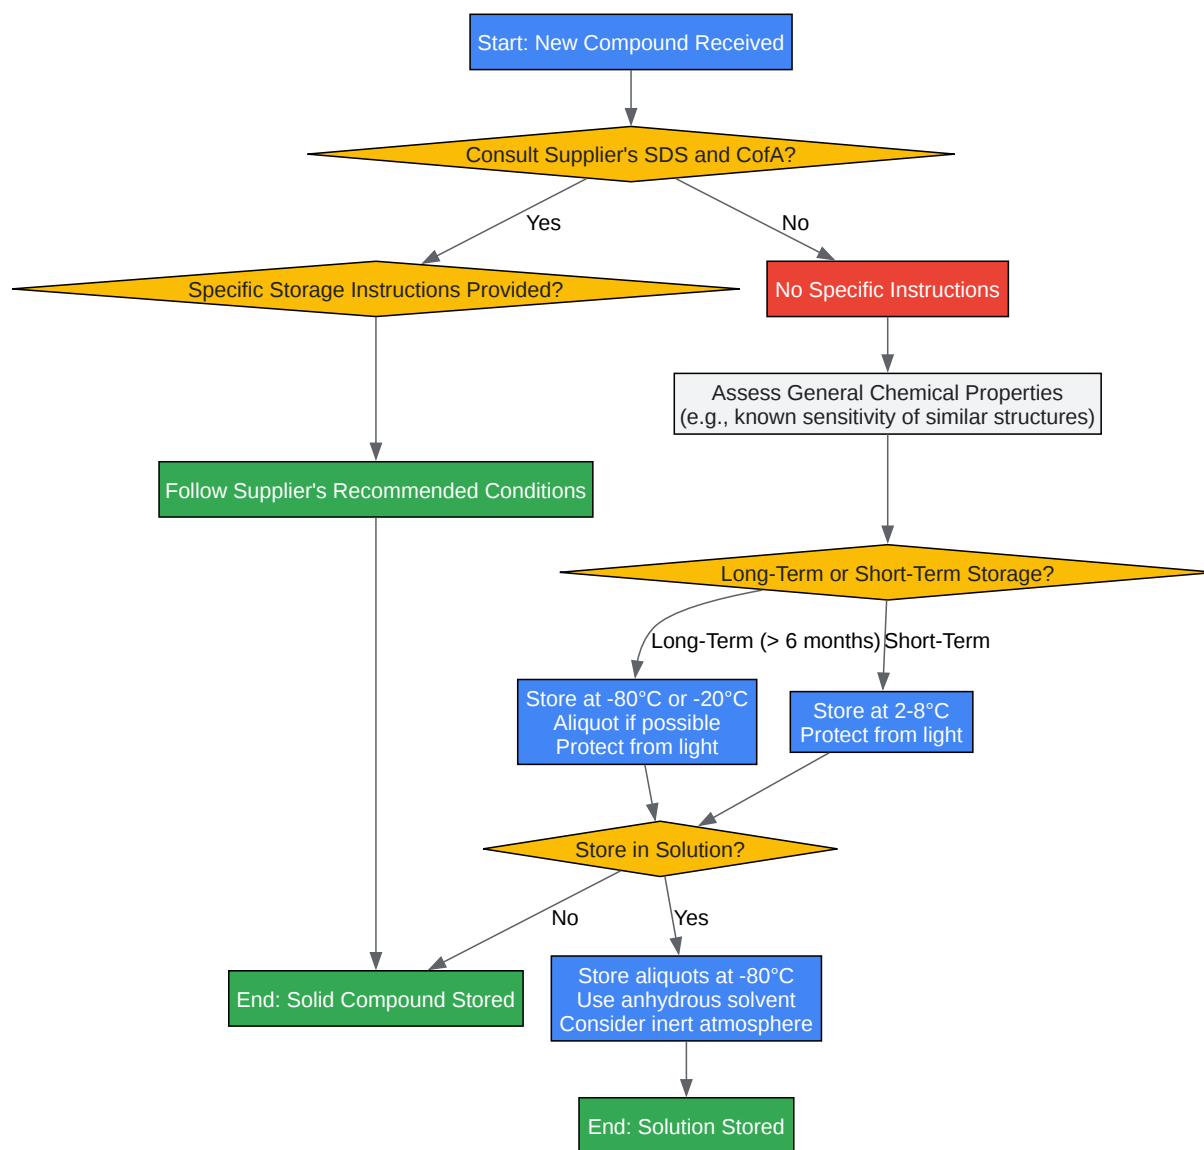 Start: New Compound Received
Consult Supplier's SDS and CofA?
Yes
No
Specific Storage Instructions Provided?
No Specific Instructions
Assess General Chemical Properties
(e.g., known sensitivity of similar structures)
Follow Supplier's Recommended Conditions
Long-Term or Short-Term Storage?
Long-Term (> 6 months)
Short-Term
Store at -80°C or -20°C
Aliquot if possible
Protect from light
Store at 2-8°C
Protect from light
Store in Solution?
No
Yes
End: Solid Compound Stored
Store aliquots at -80°C
Use anhydrous solvent
Consider inert atmosphere
End: Solution Stored